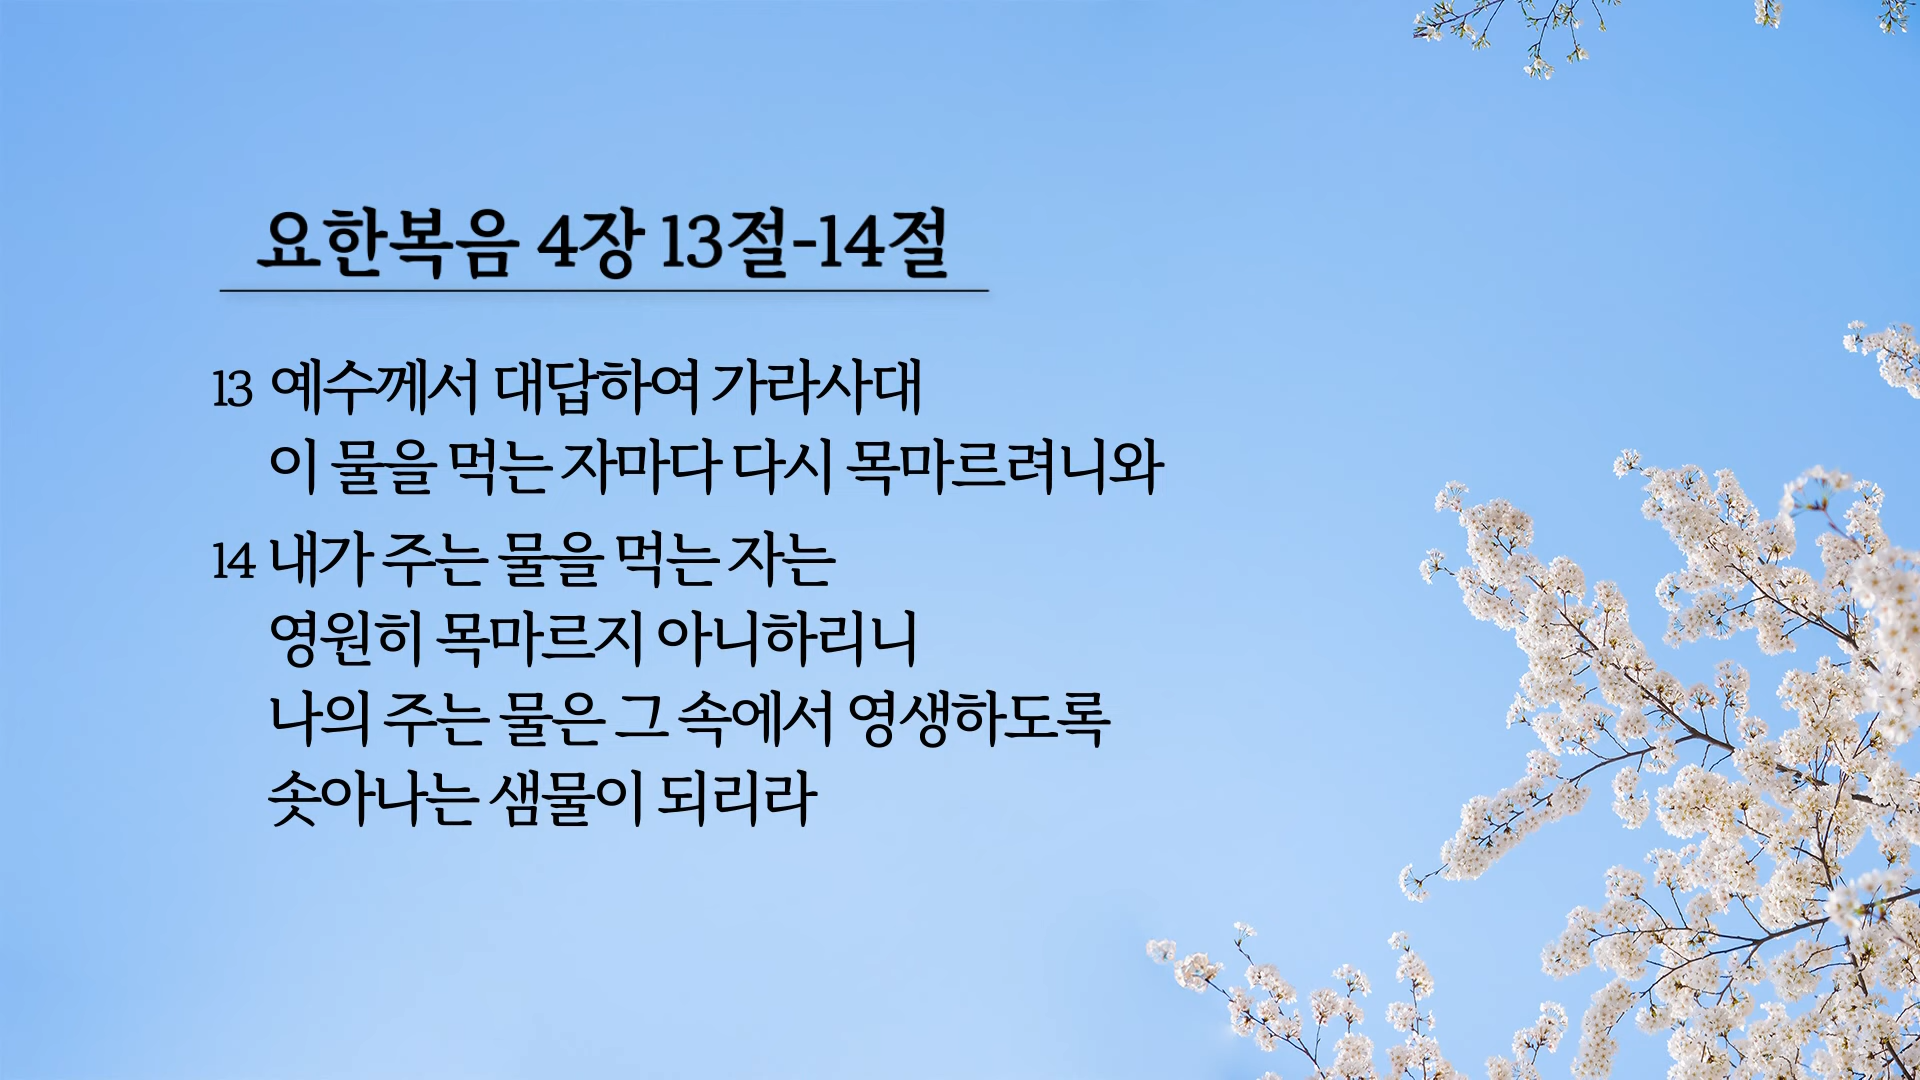 요한복음 4장 13절-14절
13 예수께서 대답하여 가라사대
이 물을 먹는 자마다 다시 목마르려니와
14 내가 주는 물을 먹는 자는
영원히 목마르지 아니하리니
나의 주는 물은 그 속에서 영생하도록
솟아나는 샘물이 되리라